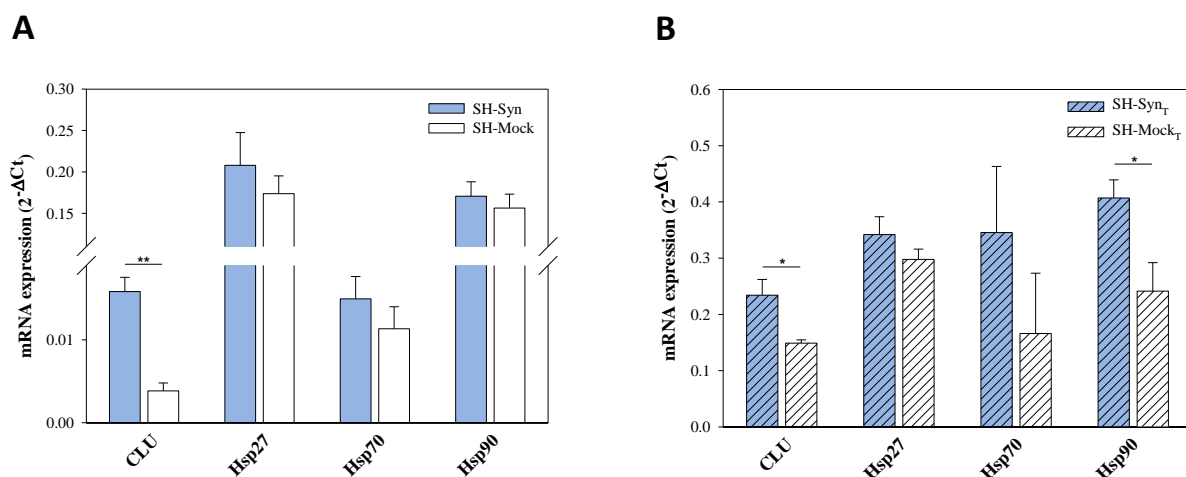 A
mRNA expression (2^-ΔCt)
0.30
0.25
0.20
0.15
0.01
0.00
SH-Syn
SH-Mock
**
CLU
Hsp27
Hsp70
Hsp90
B
mRNA expression (2^-ΔCt)
0.6
0.5
0.4
0.3
0.2
0.1
0.0
SH-Syn_T
SH-Mock_T
*
*
CLU
Hsp27
Hsp70
Hsp90